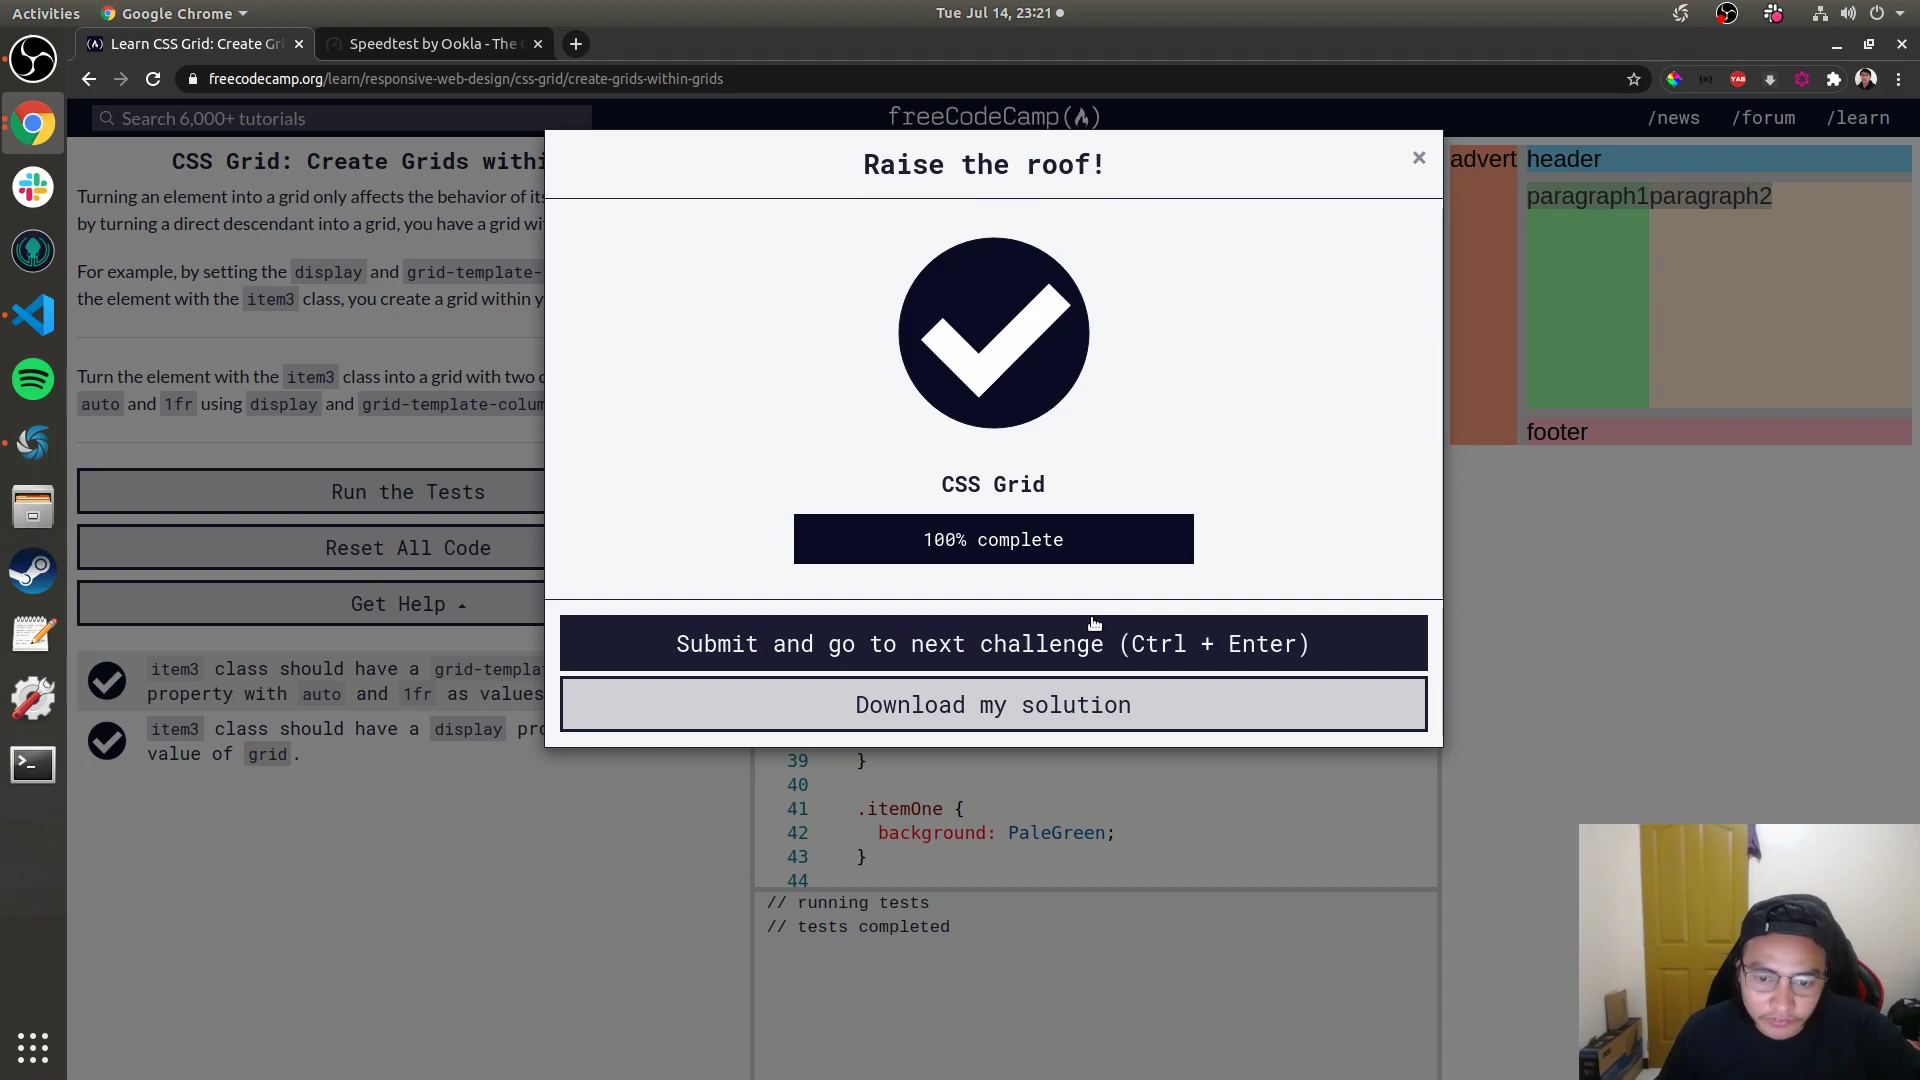 Activities
Google Chrome
Tue Jul 14, 23:21
Learn CSS Grid: Create Gri
Speedtest by Ookla - The
freecodecamp.org/learn/responsive-web-design/css-grid/create-grids-within-grids
YAB
Search 6,000+ tutorials
freeCodeCamp
/news
/forum
/learn
CSS Grid: Create Grids with
Turning an element into a grid only affects the behavior of its
by turning a direct descendant into a grid, you have a grid wi
For example, by setting the display and grid-template-
the element with the item3 class, you create a grid within y
Turn the element with the item3 class into a grid with two c
auto and 1fr using display and grid-template-colum
Run the Tests
Reset All Code
Get Help
item3 class should have a grid-templat
property with auto and 1fr as values
item3 class should have a display pro
value of grid.
Raise the roof!
×
CSS Grid
100% complete
Submit and go to next challenge (Ctrl + Enter)
Download my solution
39 }
40
41 .itemOne {
42 background: PaleGreen;
43 }
44
// running tests
// tests completed
advert
header
paragraph1paragraph2
footer